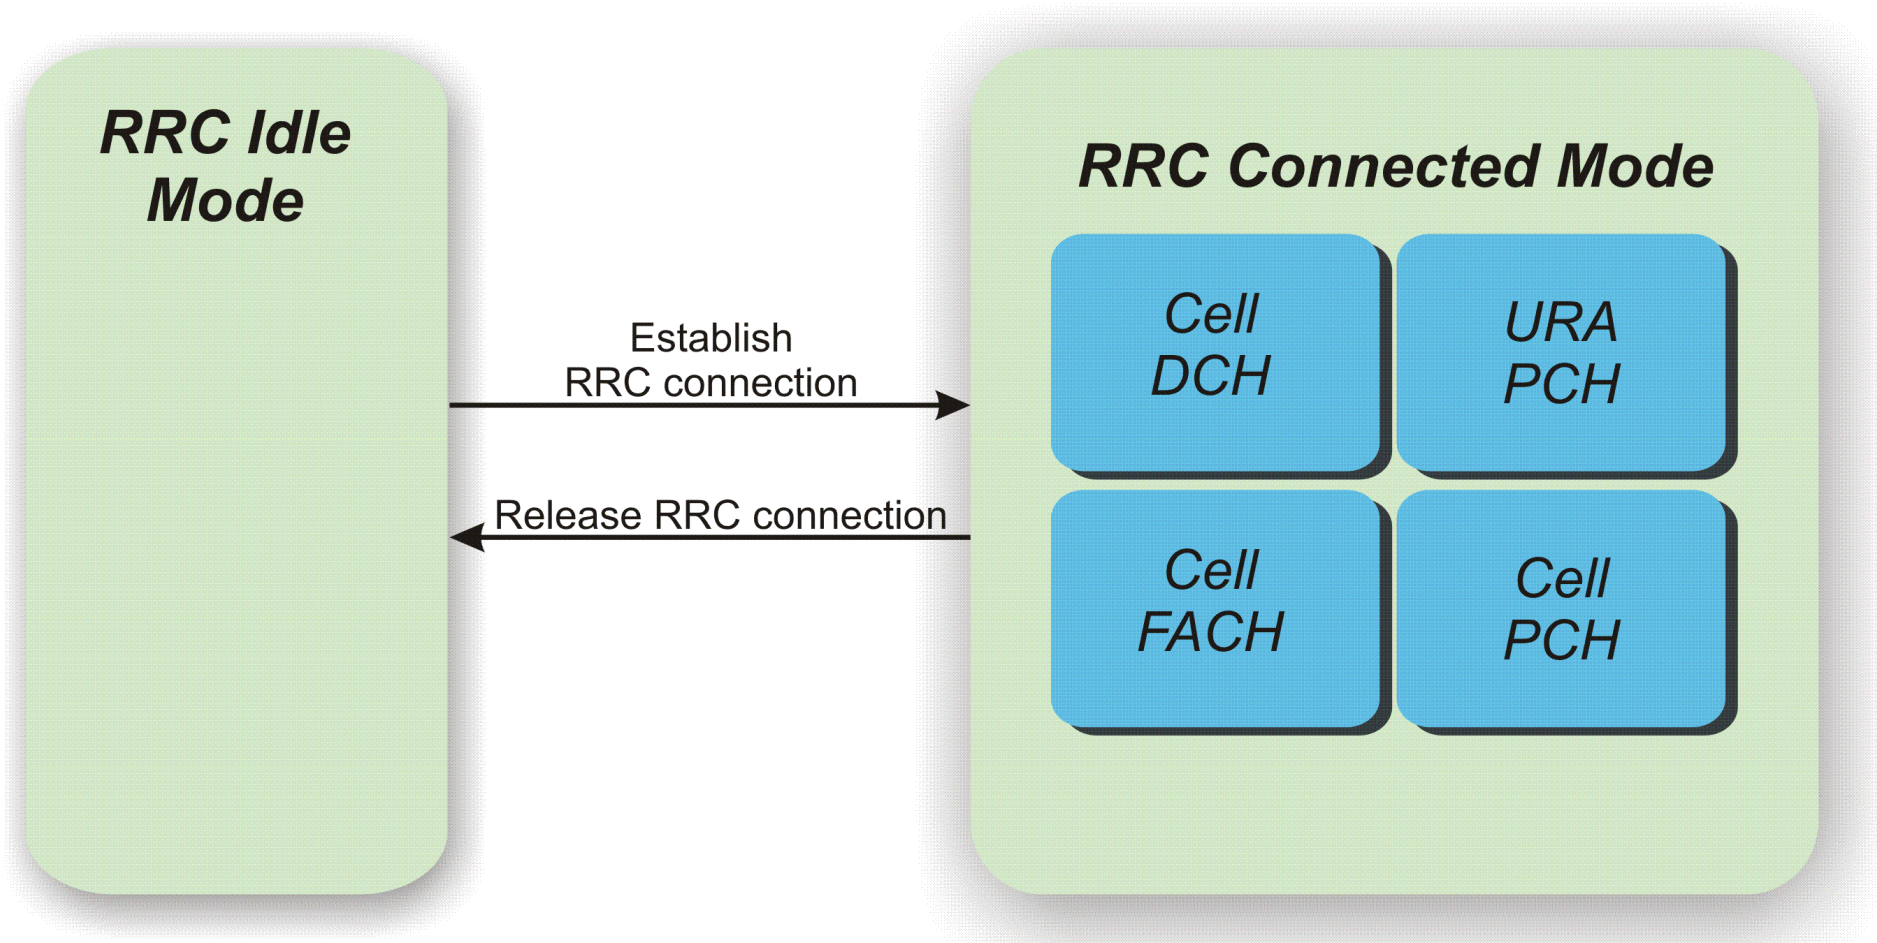 RRC Idle
Mode
Establish
RRC connection
Release RRC connection
RRC Connected Mode
Cell
DCH
URA
PCH
Cell
FACH
Cell
PCH